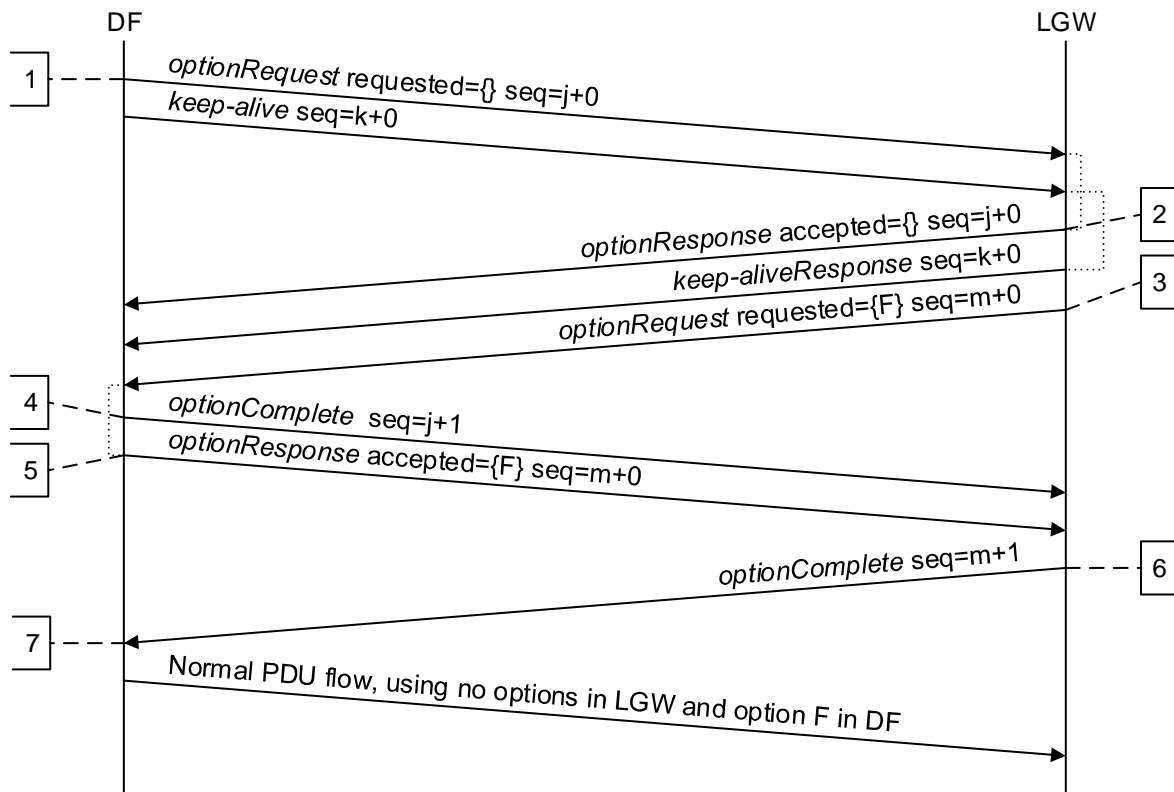 DF
LGW
1
optionRequest requested={} seq=j+0
keep-alive seq=k+0
2
optionResponse accepted={} seq=j+0
keep-aliveResponse seq=k+0
3
optionRequest requested={F} seq=m+0
4
optionComplete seq=j+1
5
optionResponse accepted={F} seq=m+0
optionComplete seq=m+1
6
7
Normal PDU flow, using no options in LGW and option F in DF